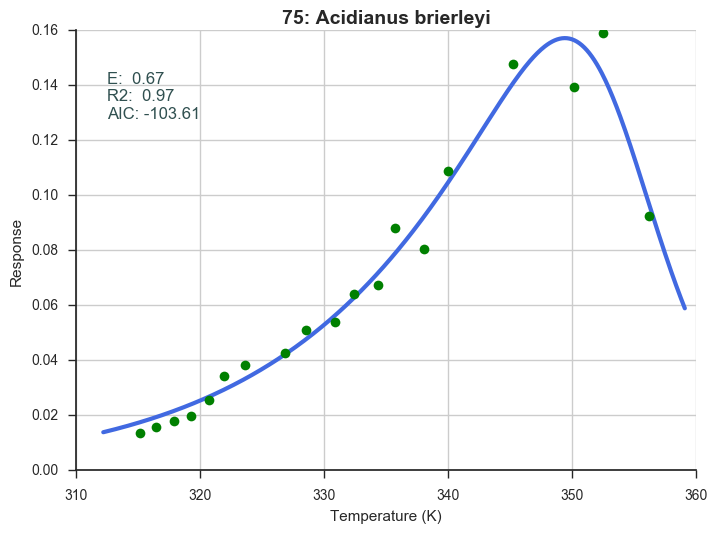 75: Acidianus brierleyi
E:  0.67
R2:  0.97
AIC: -103.61
0.16
0.14
0.12
0.10
0.08
0.06
0.04
0.02
0.00
Response
310 320 330 340 350 360
Temperature (K)